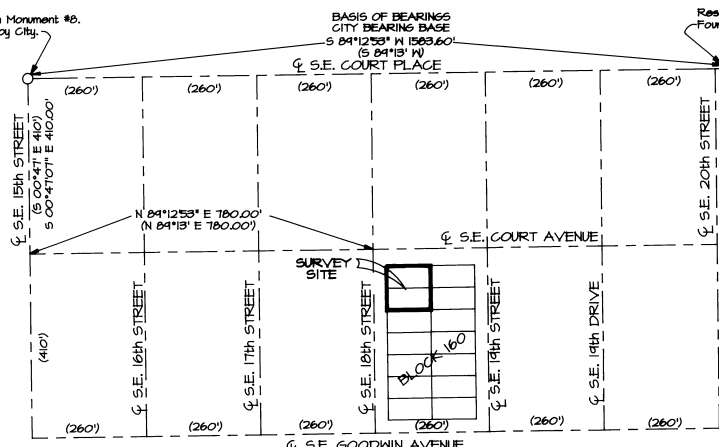 Monument #8.
by City.
BASIS OF BEARINGS
CITY BEARING BASE
S 89°12'53" W 1583.60'
(S 89°13' W)
℄ S.E. COURT PLACE
Res
Four
(260')
(260')
(260')
(260')
(260')
(260')
℄ S.E. 15th STREET
(S 00°47' E 410')
S 00°47'07" E 410.00'
℄ S.E. 20th STREET
N 89°12'53" E 780.00'
(N 89°13' E 780.00')
℄ S.E. COURT AVENUE
SURVEY
SITE
(410')
℄ S.E. 16th STREET
℄ S.E. 17th STREET
℄ S.E. 18th STREET
BLOCK 160
℄ S.E. 19th STREET
℄ S.E. 19th DRIVE
(260')
(260')
(260')
(260')
(260')
(260')
℄ S.E. GOODWIN AVENUE